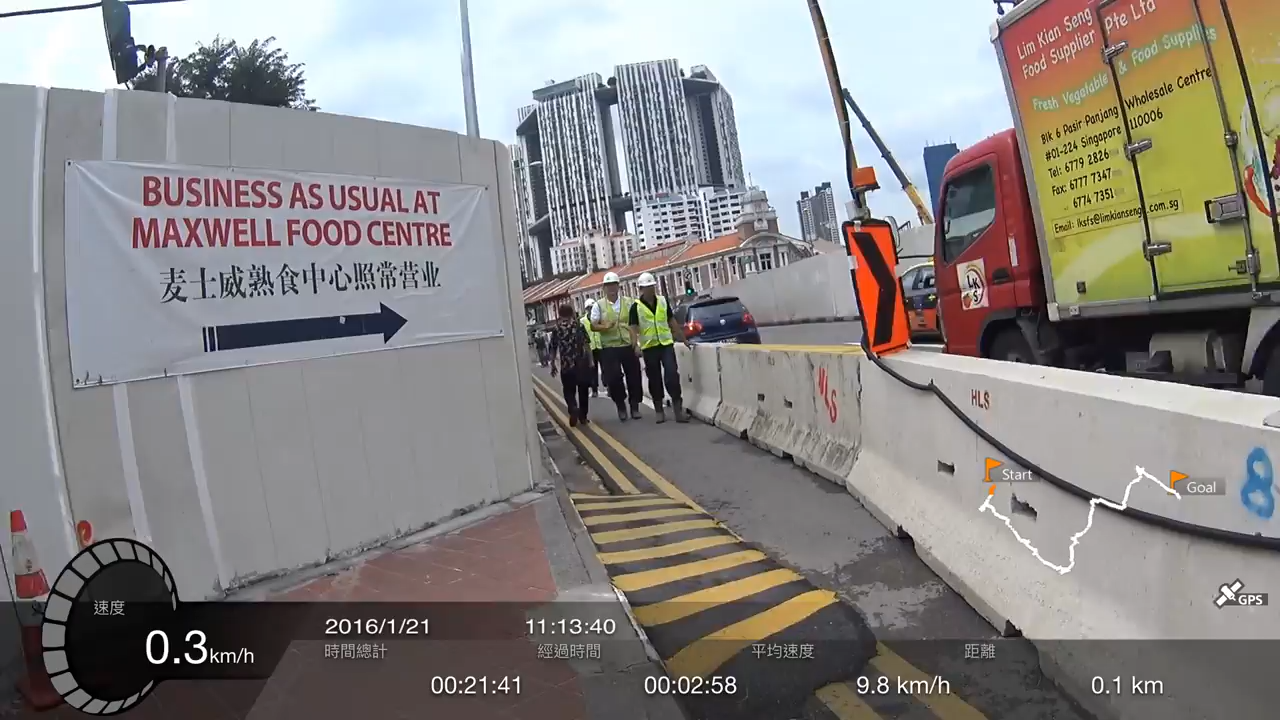 BUSINESS AS USUAL AT
MAXWELL FOOD CENTRE
麦士威熟食中心照常营业
Lim Kian Seng
Food Supplier Pte Ltd
Fresh Vegetable & Food Supplies
Blk 6 Pasir Panjang Wholesale Centre
#01-224 Singapore 110006
Tel: 6779 2826
Fax: 6777 7347
6774 7351
Email: lksfs@limkianseng.com.sg
LKS
HLS
HLS
8
Start
Goal
GPS
速度
0.3km/h
2016/1/21
11:13:40
時間總計
經過時間
平均速度
距離
00:21:41
00:02:58
9.8 km/h
0.1 km